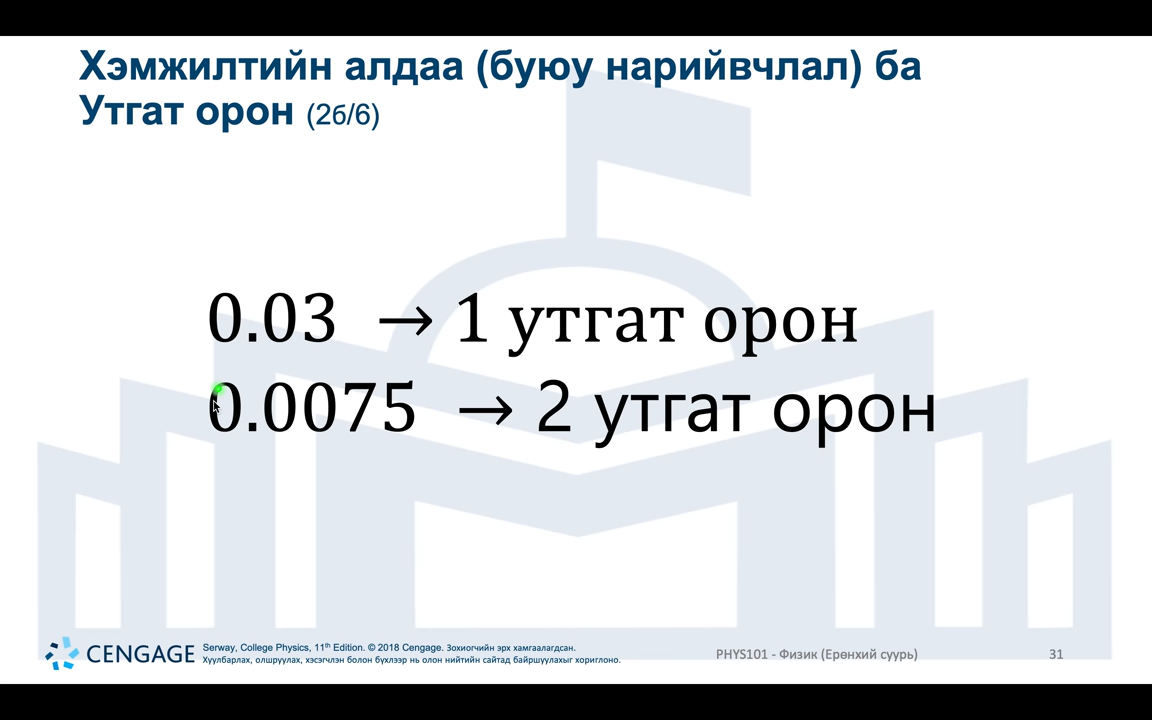 Хэмжилтийн алдаа (буюу нарийвчлал) ба
Утгат орон (2б/6)
0.03 → 1 утгат орон
0.0075 → 2 утгат орон
CENGAGE
Serway, College Physics, 11th Edition. © 2018 Cengage. Зохиогчийн эрх хамгаалагдсан.
Хуулбарлах, олшруулах, хэсэгчлэн болон бүхлээр нь олон нийтийн сайтад байршуулахыг хориглоно.
PHYS101 - Физик (Ерөнхий суурь)
31